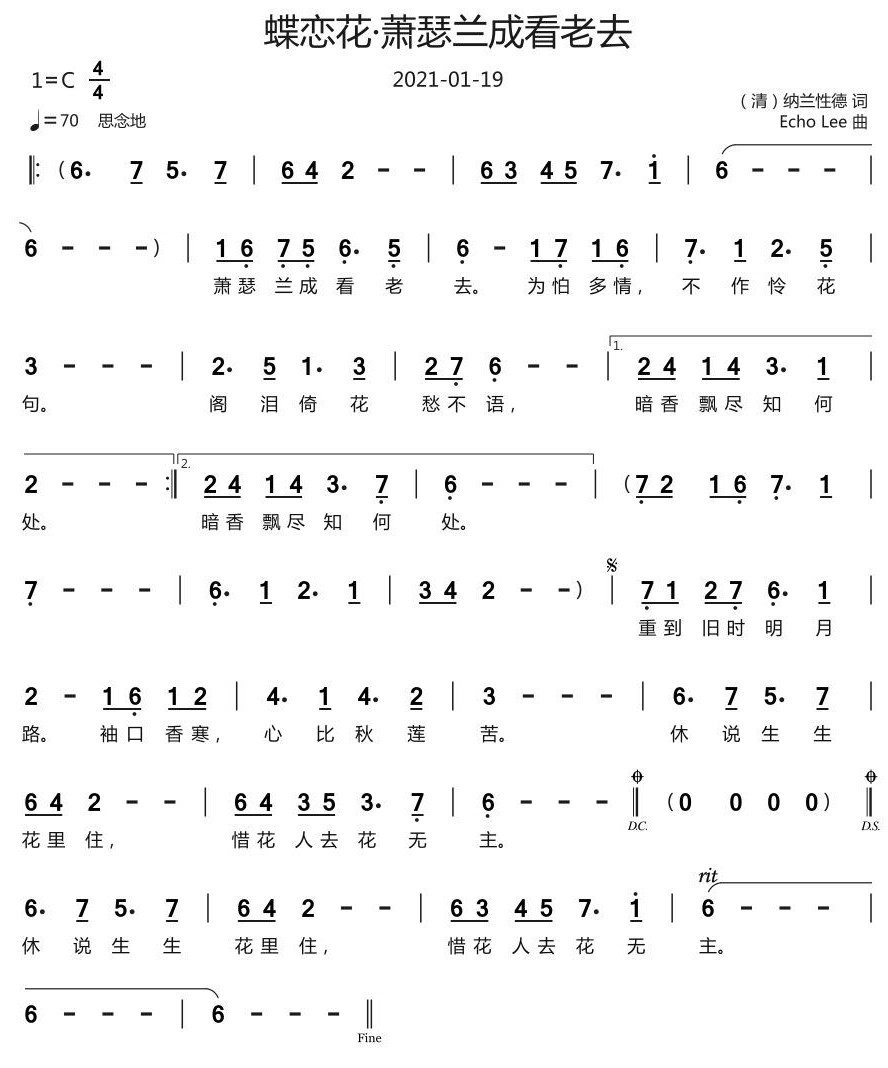 蝶恋花·萧瑟兰成看老去
1=C 4/4
2021-01-19
♩=70 思念地
（清）纳兰性德 词
Echo Lee 曲
‖: (6· 7 5· 7 | 6 4 2 - - | 6 3 4 5 7· 1 | 6 - - - |
6 - - -) | 1 6 7 5 6· 5 | 6 - 1 7 1 6 | 7· 1 2· 5 |
萧瑟 兰成 看 老 去。 为怕 多情, 不 作 怜 花
3 - - - | 2· 5 1· 3 | 2 7 6 - - | 1. 2 4 1 4 3· 1 |
句。 阁 泪 倚 花 愁不 语, 暗香 飘尽 知 何
2 - - - :‖ 2. 2 4 1 4 3· 7 | 6 - - - | (7 2 1 6 7· 1 |
处。 暗香 飘尽 知 何 处。
7 - - - | 6· 1 2· 1 | 3 4 2 - -) | 𝄋 7 1 2 7 6· 1 |
重到 旧时 明 月
2 - 1 6 1 2 | 4· 1 4· 2 | 3 - - - | 6· 7 5· 7 |
路。 袖口 香寒, 心 比 秋 莲 苦。 休 说 生 生
6 4 2 - - | 6 4 3 5 3· 7 | 6 - - - 𝄌 ‖ (0 0 0 0) 𝄌 ‖
D.C. D.S.
花里 住, 惜花 人去 花 无 主。
rit
6· 7 5· 7 | 6 4 2 - - | 6 3 4 5 7· 1 | 6 - - - |
休 说 生 生 花里 住, 惜花 人去 花 无 主。
6 - - - | 6 - - - ‖
Fine